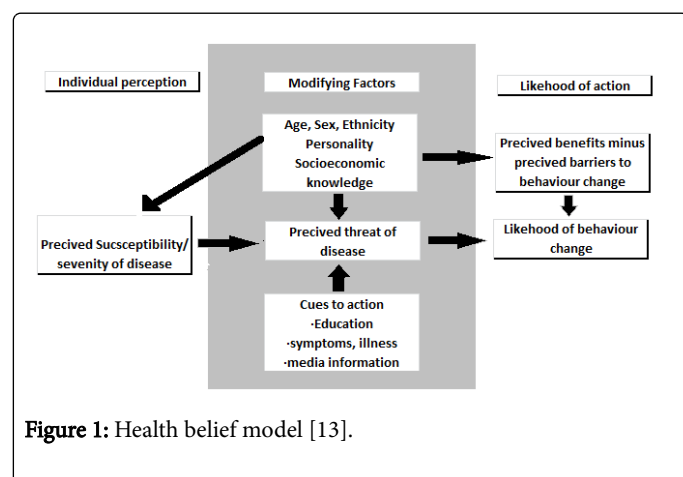 Individual perception
Modifying Factors
Likehood of action
Age, Sex, Ethnicity
Personality
Socioeconomic
knowledge
Precived benefits minus
precived barriers to
behaviour change
Precived Sucsceptibility/
sevenity of disease
Precived threat of
disease
Likelihood of behaviour
change
Cues to action
·Education
·symptoms, illness
·media information
Figure 1: Health belief model [13].